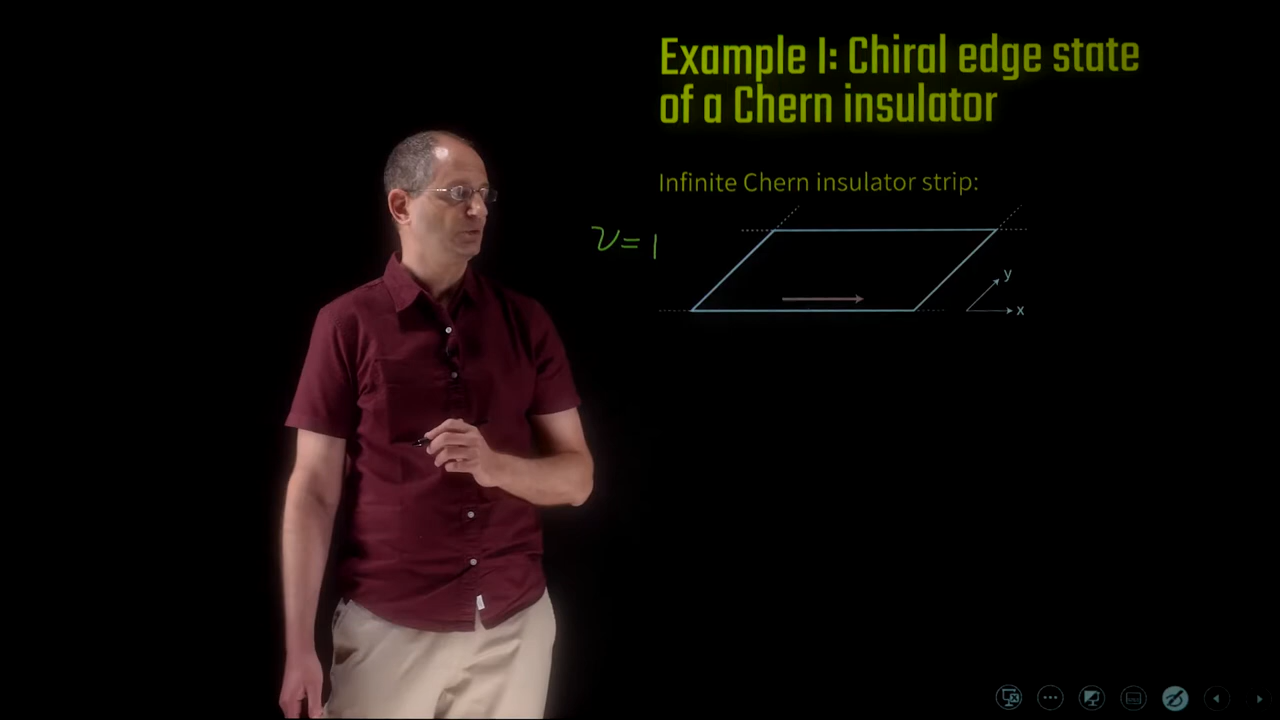 Example 1: Chiral edge state
of a Chern insulator
Infinite Chern insulator strip:
ν = 1
y
x